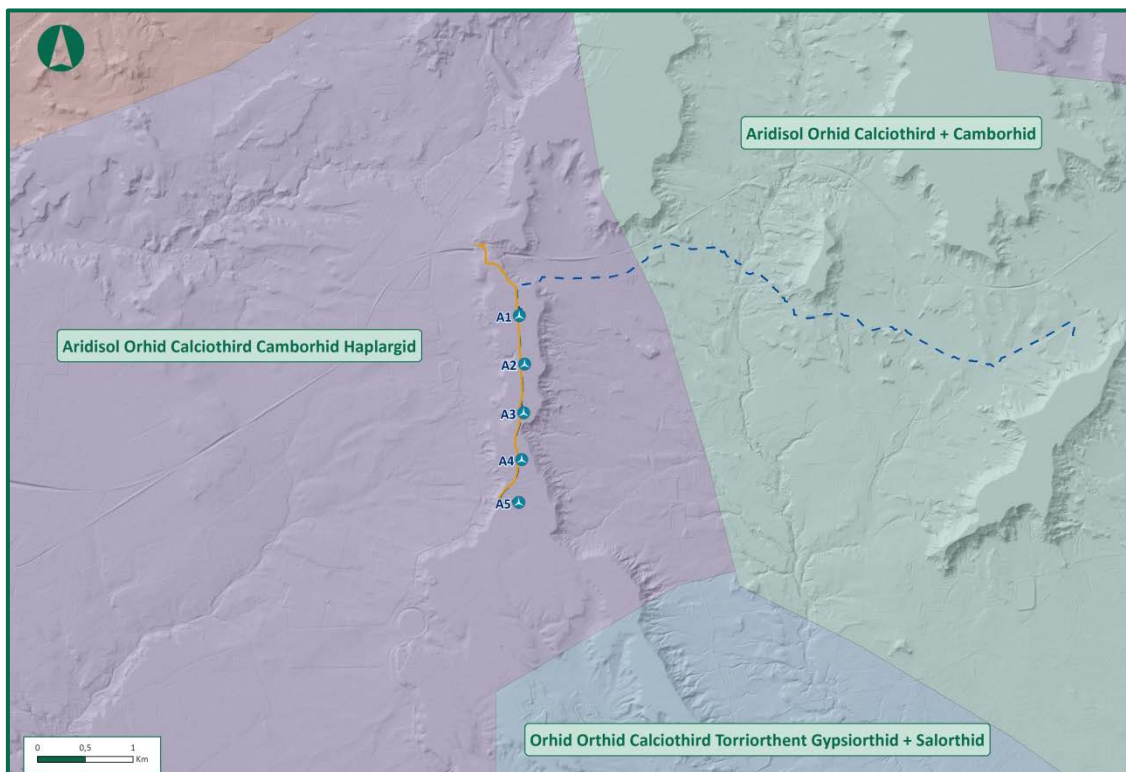 Aridisol Orhid Calciothird + Camborhid
A1
Aridisol Orhid Calciothird Camborhid Haplargid
A2
A3
A4
A5
Orhid Orthid Calciothird Torriorthent Gypsiorthid + Salorthid
0 0,5 1
Km